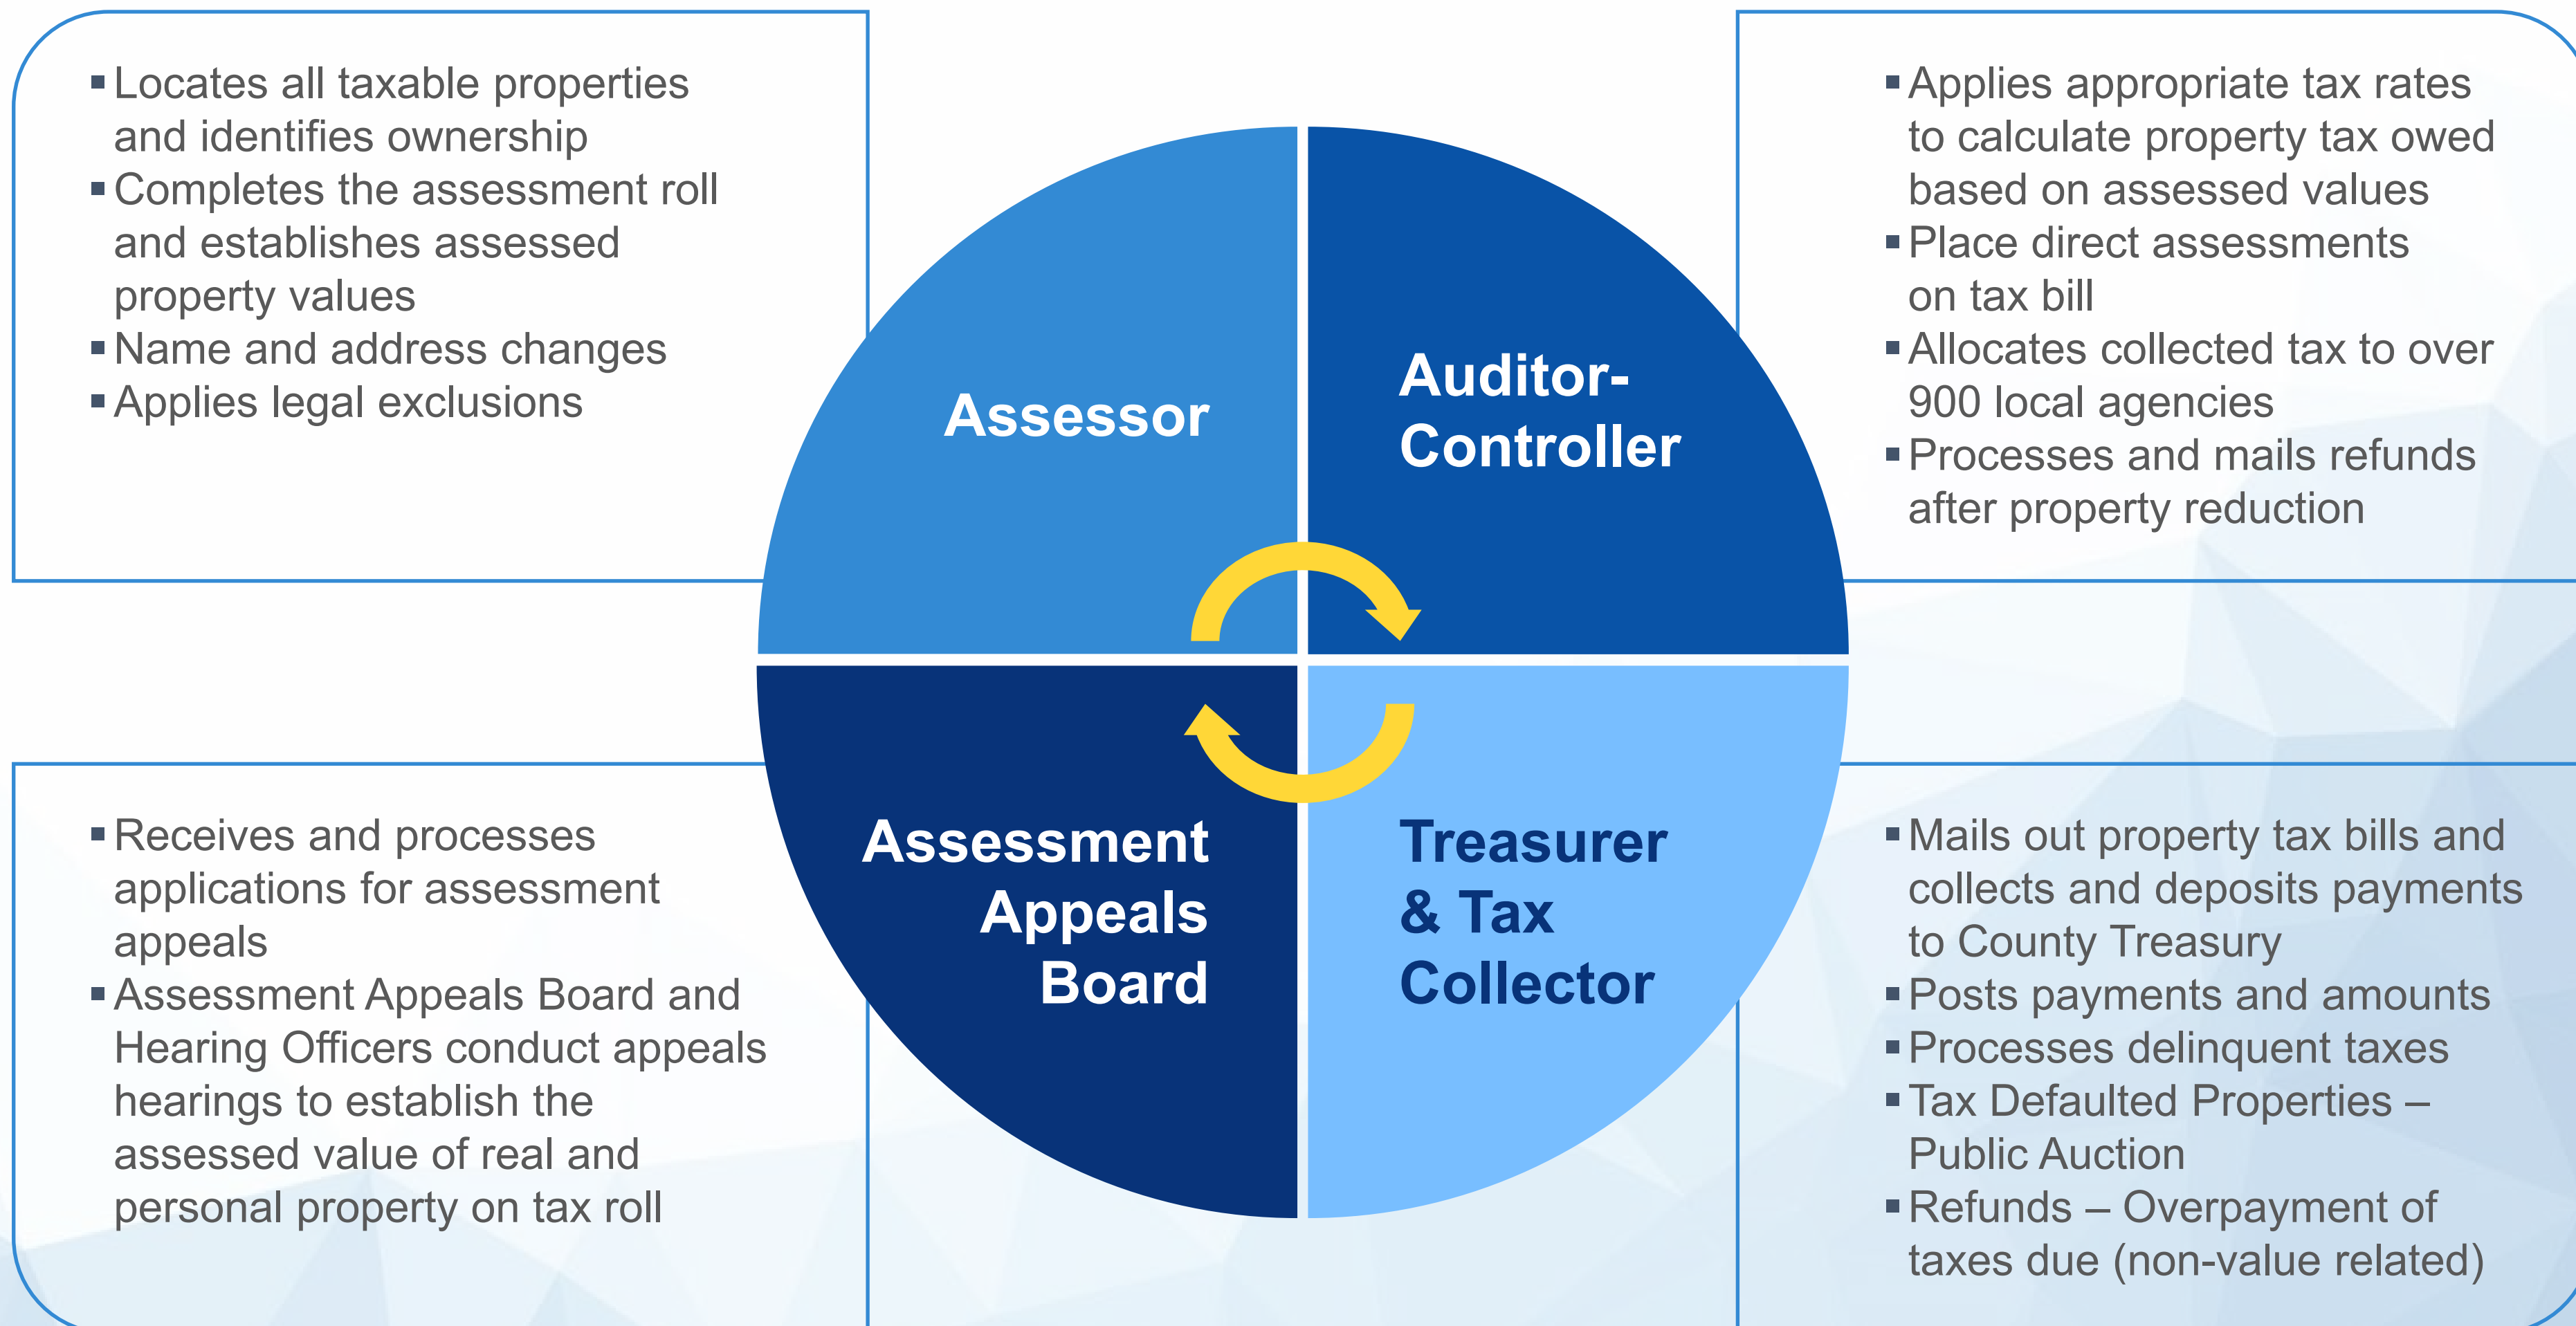 ▪ Locates all taxable properties
and identifies ownership
▪ Completes the assessment roll
and establishes assessed
property values
▪ Name and address changes
▪ Applies legal exclusions
Assessor
Auditor-
Controller
▪ Applies appropriate tax rates
to calculate property tax owed
based on assessed values
▪ Place direct assessments
on tax bill
▪ Allocates collected tax to over
900 local agencies
▪ Processes and mails refunds
after property reduction
▪ Receives and processes
applications for assessment
appeals
▪ Assessment Appeals Board and
Hearing Officers conduct appeals
hearings to establish the
assessed value of real and
personal property on tax roll
Assessment
Appeals
Board
Treasurer
& Tax
Collector
▪ Mails out property tax bills and
collects and deposits payments
to County Treasury
▪ Posts payments and amounts
▪ Processes delinquent taxes
▪ Tax Defaulted Properties –
Public Auction
▪ Refunds – Overpayment of
taxes due (non-value related)